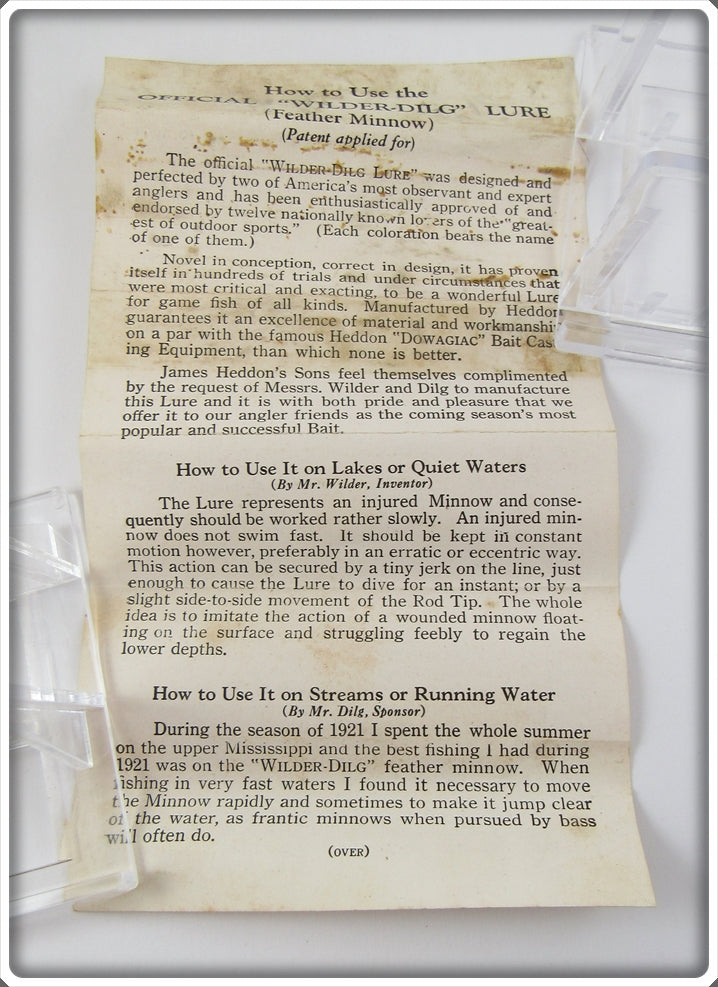 How to Use the
OFFICIAL "WILDER-DILG" LURE
(Feather Minnow)
(Patent applied for)
The official "WILDER-DILG LURE" was designed and
perfected by two of America's most observant and expert
anglers and has been enthusiastically approved of and
endorsed by twelve nationally known lovers of the "great-
est of outdoor sports." (Each coloration bears the name
of one of them.)
Novel in conception, correct in design, it has proven
itself in hundreds of trials and under circumstances that
were most critical and exacting, to be a wonderful Lure
for game fish of all kinds. Manufactured by Heddon
guarantees it an excellence of material and workmanship
on a par with the famous Heddon "DOWAGIAC" Bait Cast-
ing Equipment, than which none is better.
James Heddon's Sons feel themselves complimented
by the request of Messrs. Wilder and Dilg to manufacture
this Lure and it is with both pride and pleasure that we
offer it to our angler friends as the coming season's most
popular and successful Bait.
How to Use It on Lakes or Quiet Waters
(By Mr. Wilder, Inventor)
The Lure represents an injured Minnow and conse-
quently should be worked rather slowly. An injured min-
now does not swim fast. It should be kept in constant
motion however, preferably in an erratic or eccentric way.
This action can be secured by a tiny jerk on the line, just
enough to cause the Lure to dive for an instant; or by a
slight side-to-side movement of the Rod Tip. The whole
idea is to imitate the action of a wounded minnow float-
ing on the surface and struggling feebly to regain the
lower depths.
How to Use It on Streams or Running Water
(By Mr. Dilg, Sponsor)
During the season of 1921 I spent the whole summer
on the upper Mississippi and the best fishing I had during
1921 was on the "WILDER-DILG" feather minnow. When
fishing in very fast waters I found it necessary to move
the Minnow rapidly and sometimes to make it jump clear
of the water, as frantic minnows when pursued by bass
will often do.
(OVER)